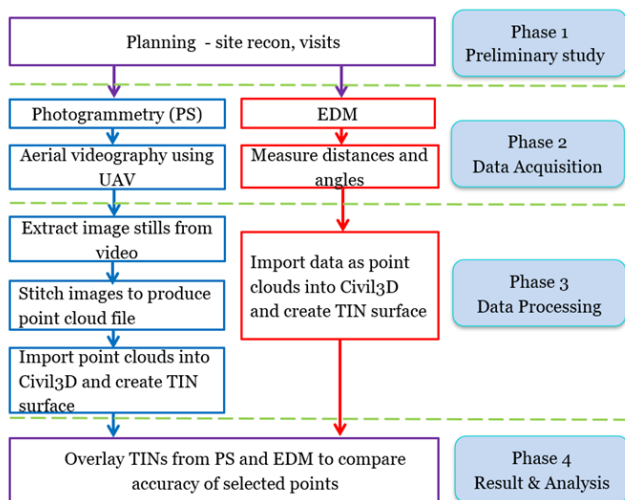 Planning - site recon, visits
Phase 1
Preliminary study
Photogrammetry (PS)
EDM
Aerial videography using
UAV
Measure distances and
angles
Phase 2
Data Acquisition
Extract image stills from
video
Stitch images to produce
point cloud file
Import point clouds into
Civil3D and create TIN
surface
Import data as point
clouds into Civil3D
and create TIN surface
Phase 3
Data Processing
Overlay TINs from PS and EDM to compare
accuracy of selected points
Phase 4
Result & Analysis